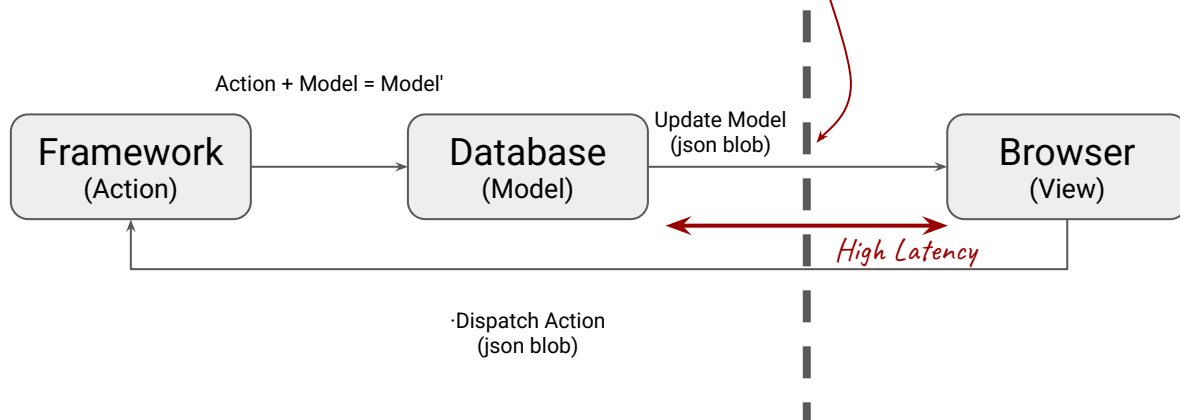 Action + Model = Model'
Framework
(Action)
Database
(Model)
Update Model
(json blob)
Browser
(View)
High Latency
·Dispatch Action
(json blob)